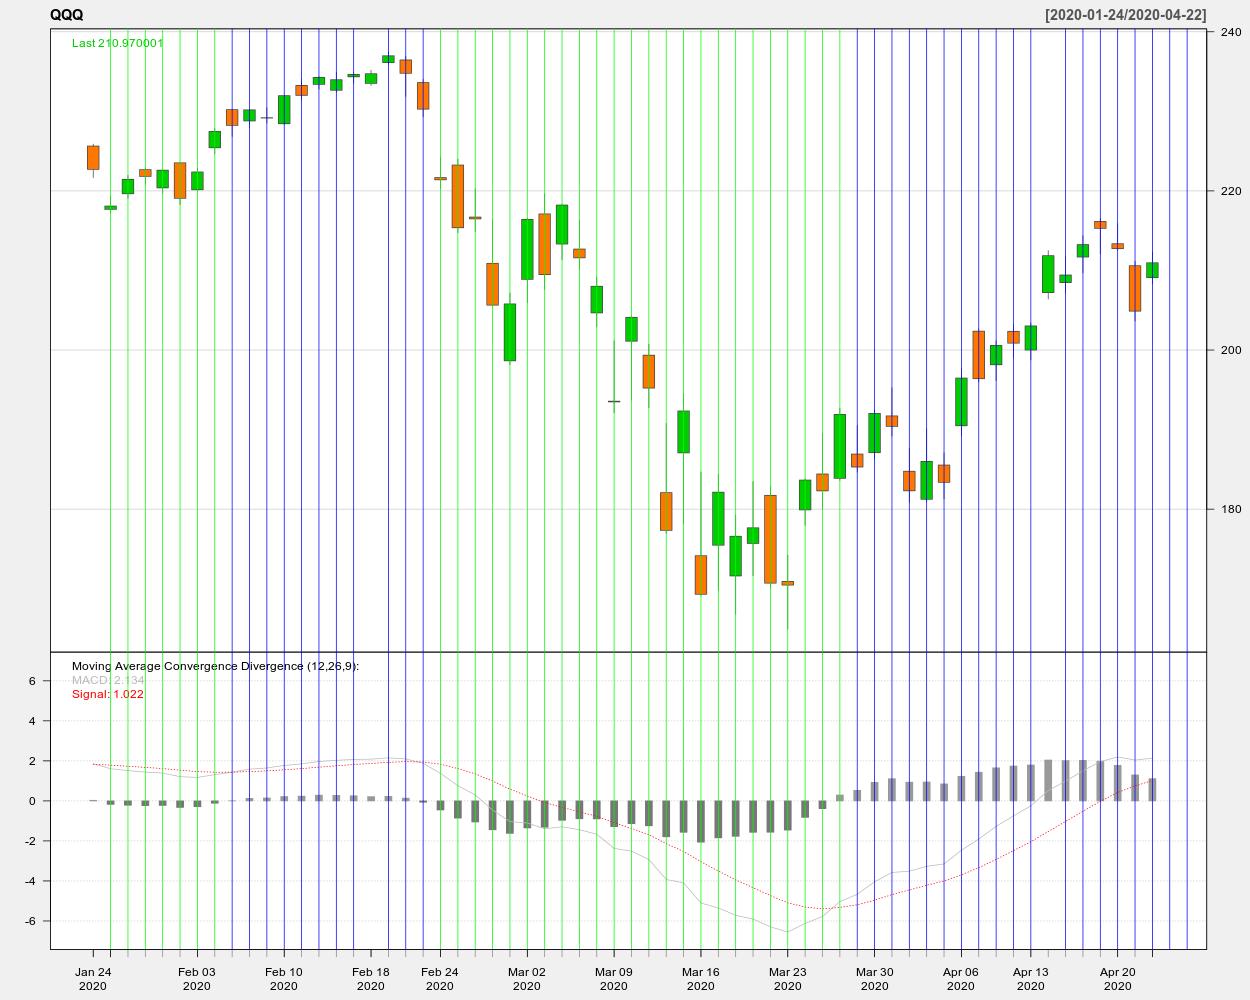 QQQ [2020-01-24/2020-04-22]
Last 210.970001
240
220
200
180
Moving Average Convergence Divergence (12,26,9):
MACD: 2.134
Signal: 1.022
6
4
2
0
-2
-4
-6
Jan 24 Feb 03 Feb 10 Feb 18 Feb 24 Mar 02 Mar 09 Mar 16 Mar 23 Mar 30 Apr 06 Apr 13 Apr 20
2020 2020 2020 2020 2020 2020 2020 2020 2020 2020 2020 2020 2020